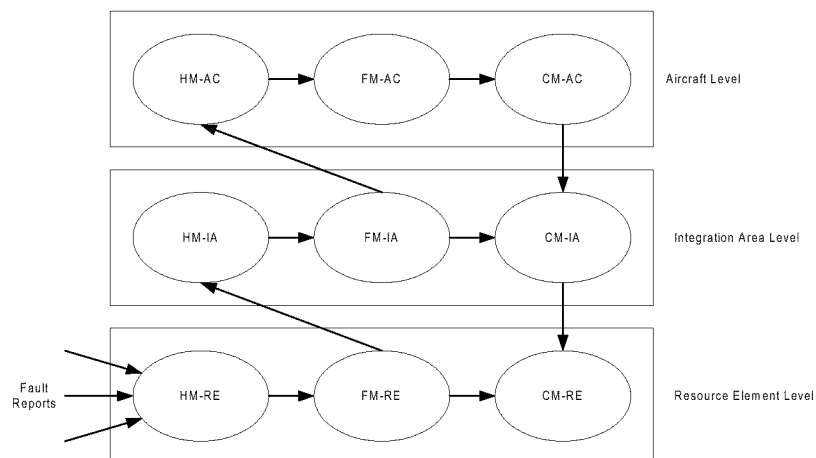 HM-AC
FM-AC
CM-AC
Aircraft Level
HM-IA
FM-IA
CM-IA
Integration Area Level
Fault
Reports
HM-RE
FM-RE
CM-RE
Resource Element Level